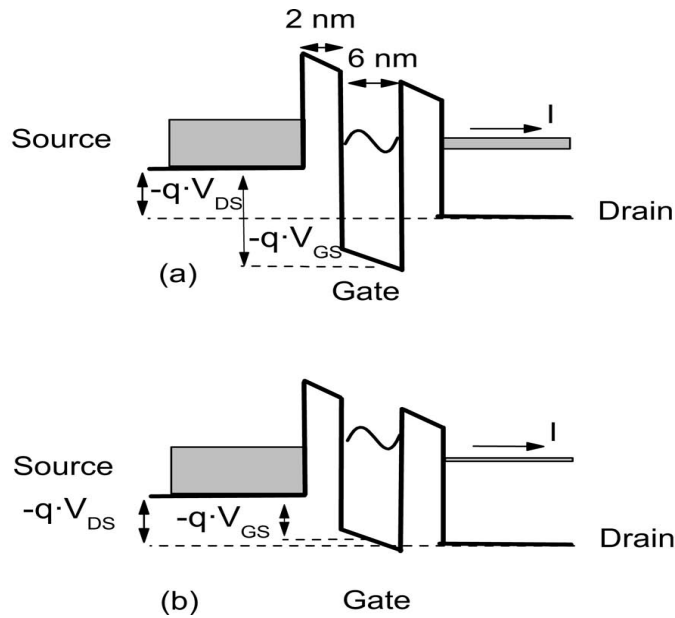 2 nm
6 nm
I
Source
-q·V_DS
Drain
-q·V_GS
(a)
Gate
I
Source
-q·V_DS
-q·V_GS
Drain
(b)
Gate